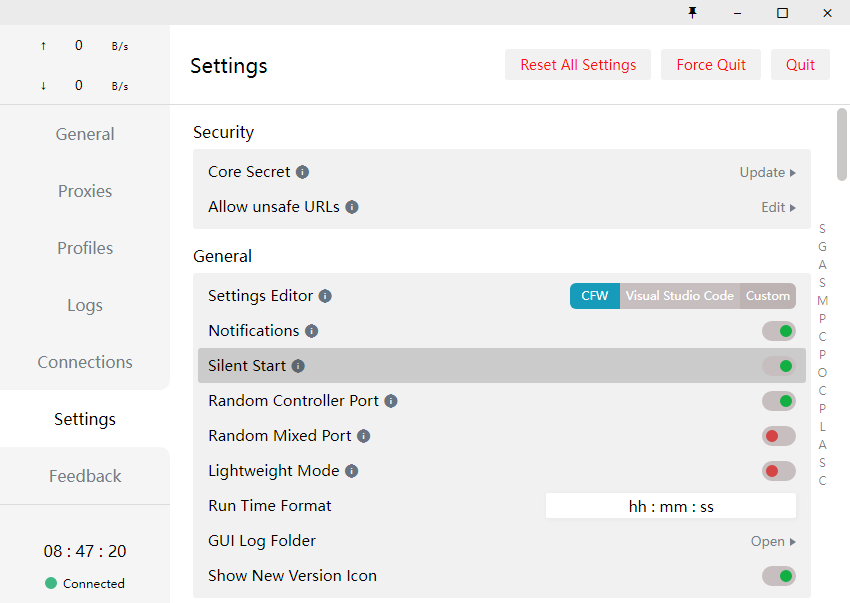 ↑ 0 B/s
↓ 0 B/s
General
Proxies
Profiles
Logs
Connections
Settings
Feedback
08 : 47 : 20
Connected
Settings
Reset All Settings
Force Quit
Quit
Security
Core Secret
Update
Allow unsafe URLs
Edit
General
Settings Editor
CFW Visual Studio Code Custom
Notifications
Silent Start
Random Controller Port
Random Mixed Port
Lightweight Mode
Run Time Format
hh : mm : ss
GUI Log Folder
Open
Show New Version Icon
S
G
A
S
M
P
C
P
O
C
P
L
A
S
C